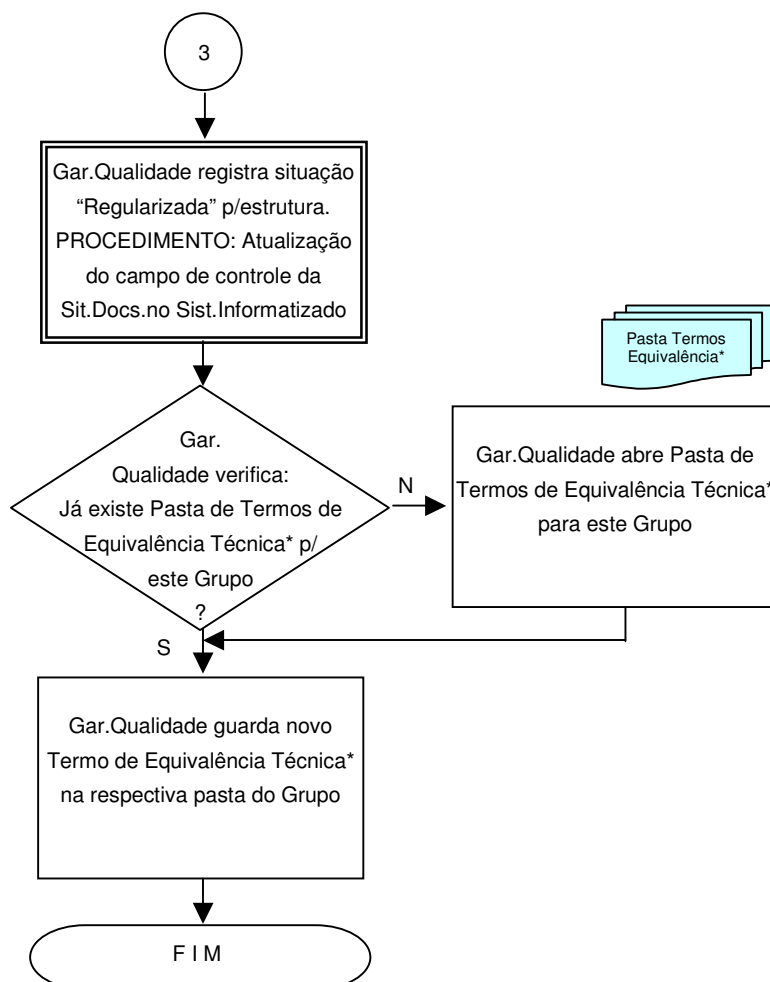 3
Gar.Qualidade registra situação
“Regularizada” p/estrutura.
PROCEDIMENTO: Atualização
do campo de controle da
Sit.Docs.no Sist.Informatizado
Pasta Termos
Equivalência*
Gar.
Qualidade verifica:
Já existe Pasta de Termos de
Equivalência Técnica* p/
este Grupo
?
N
Gar.Qualidade abre Pasta de
Termos de Equivalência Técnica*
para este Grupo
S
Gar.Qualidade guarda novo
Termo de Equivalência Técnica*
na respectiva pasta do Grupo
F I M